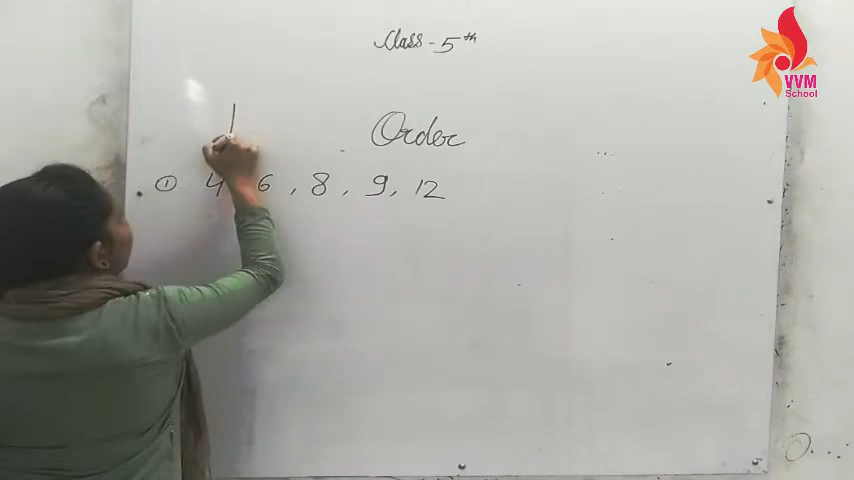 Class - 5th
VVM
School
Order
① 4 6 , 8 , 9 , 12